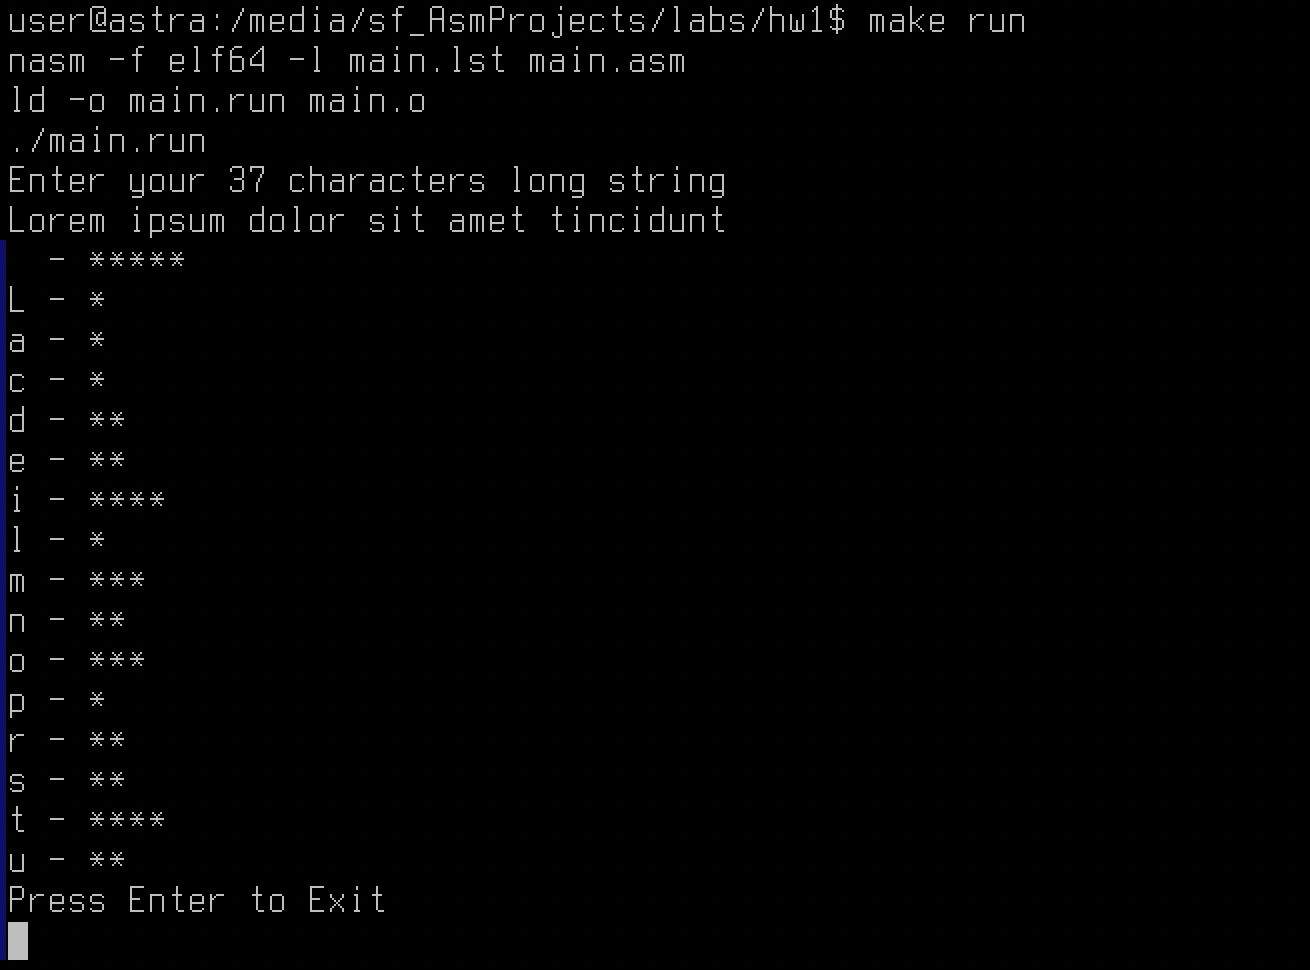 user@astra:/media/sf_AsmProjects/labs/hw1$ make run
nasm -f elf64 -l main.lst main.asm
ld -o main.run main.o
./main.run
Enter your 37 characters long string
Lorem ipsum dolor sit amet tincidunt
  - *****
L - *
a - *
c - *
d - **
e - **
i - ****
l - *
m - ***
n - **
o - ***
p - *
r - **
s - **
t - ****
u - **
Press Enter to Exit